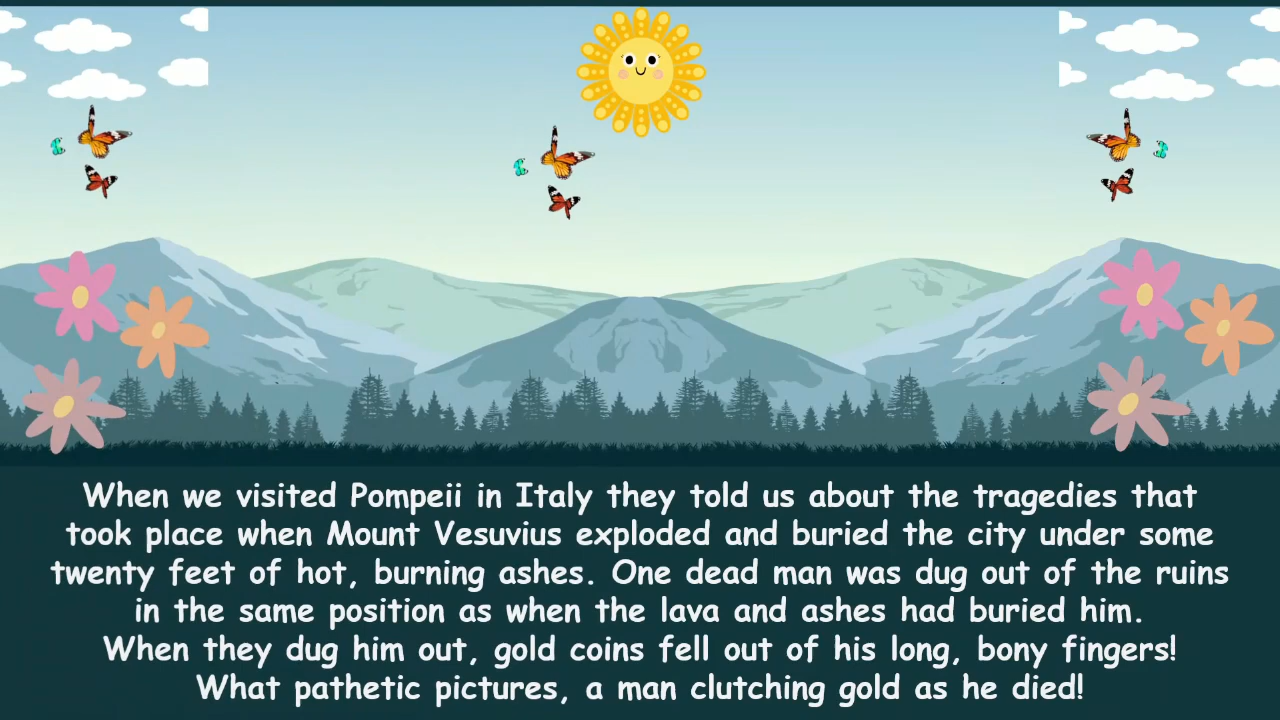 When we visited Pompeii in Italy they told us about the tragedies that
took place when Mount Vesuvius exploded and buried the city under some
twenty feet of hot, burning ashes. One dead man was dug out of the ruins
in the same position as when the lava and ashes had buried him.
When they dug him out, gold coins fell out of his long, bony fingers!
What pathetic pictures, a man clutching gold as he died!